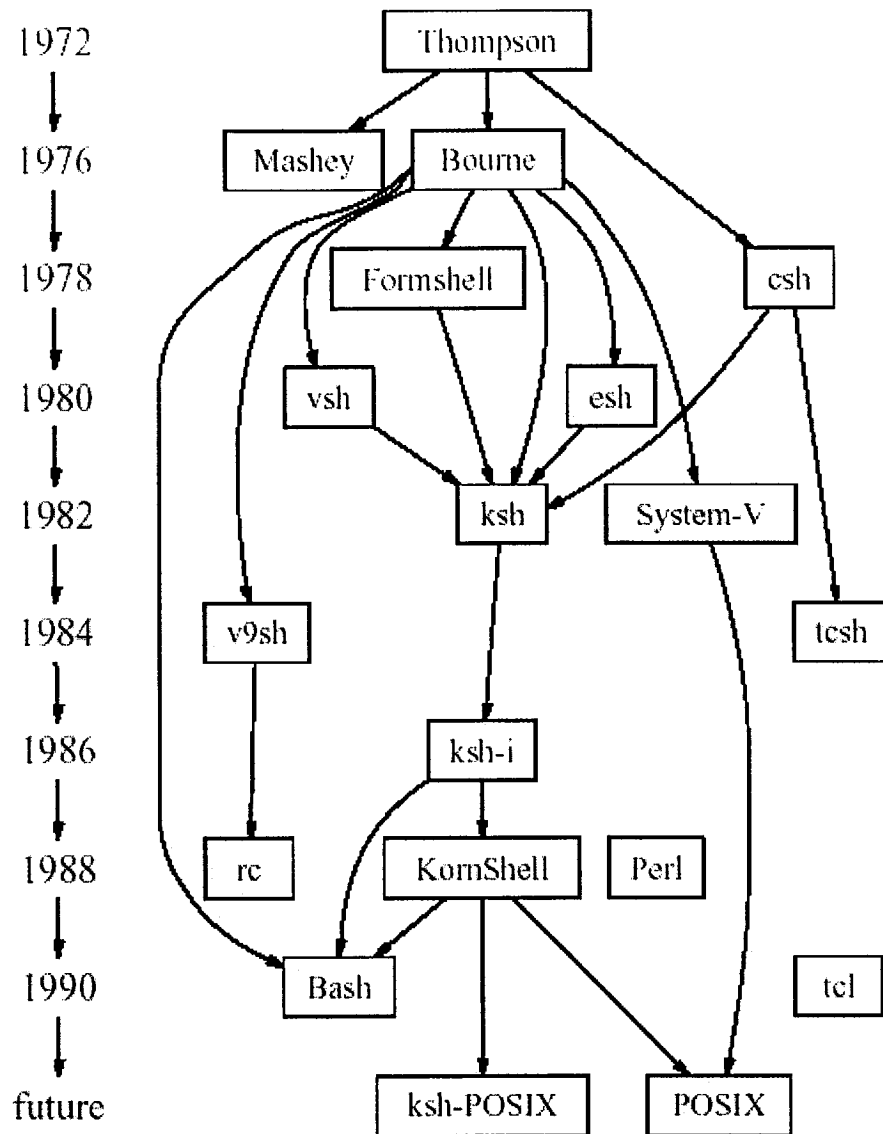 1972
Thompson
1976
Mashey
Bourne
1978
Formshell
csh
1980
vsh
esh
1982
ksh
System-V
1984
v9sh
tcsh
1986
ksh-i
1988
rc
KornShell
Perl
1990
Bash
tcl
future
ksh-POSIX
POSIX